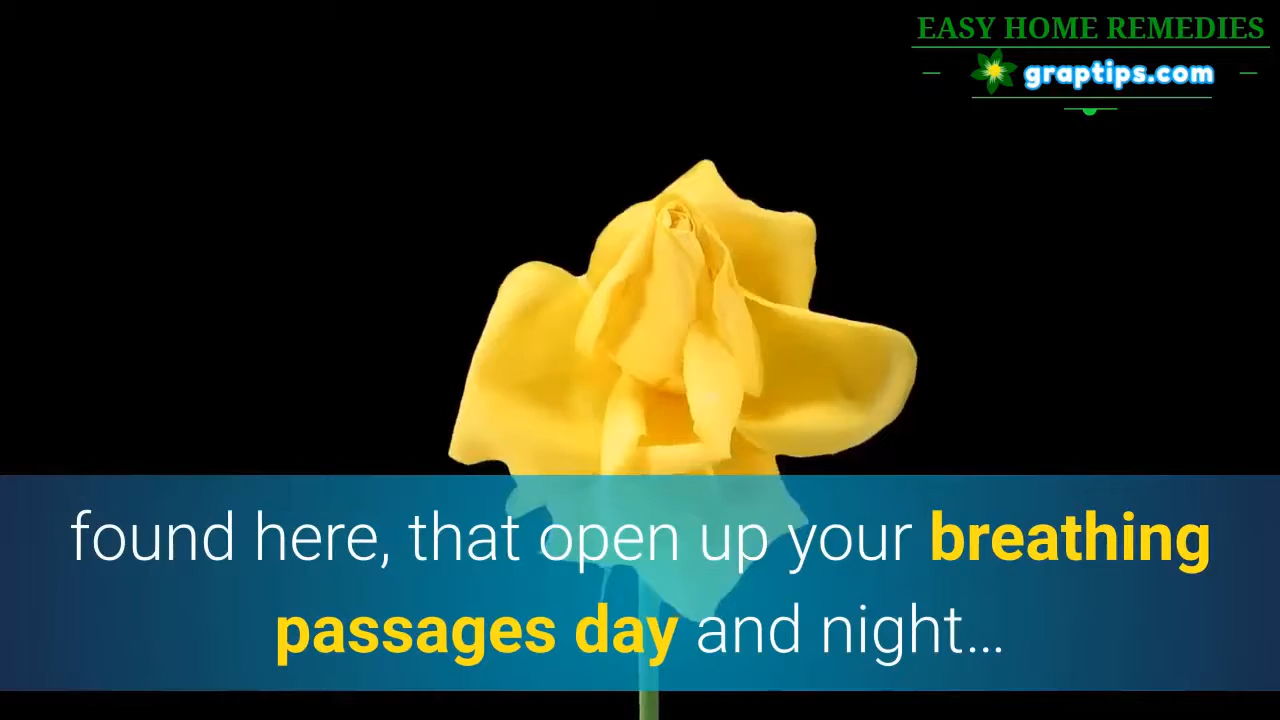 EASY HOME REMEDIES
graptips.com
found here, that open up your breathing
passages day and night...